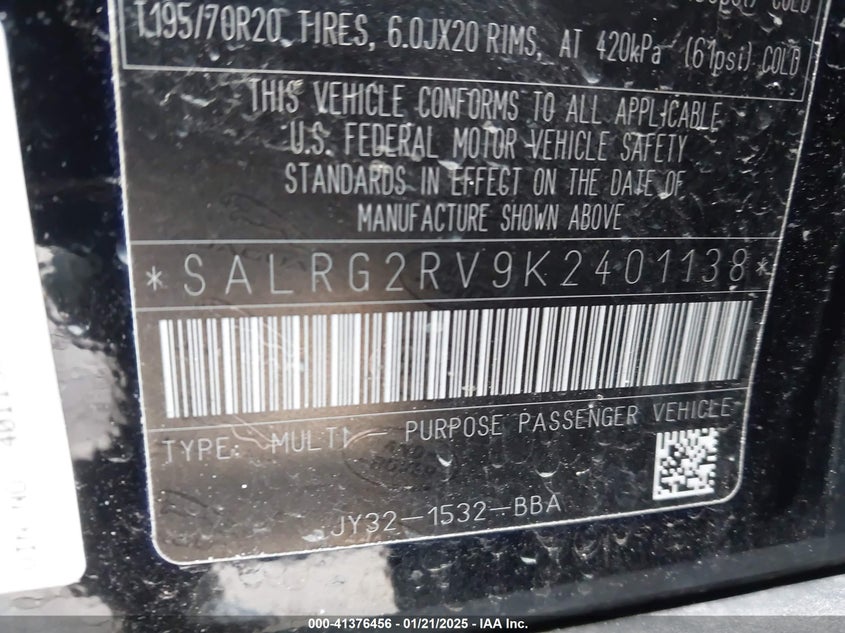 COLD
T195/70R20 TIRES, 6.0JX20 RIMS, AT 420kPa (61psi) COLD
THIS VEHICLE CONFORMS TO ALL APPLICABLE
U.S. FEDERAL MOTOR VEHICLE SAFETY
STANDARDS IN EFFECT ON THE DATE OF
MANUFACTURE SHOWN ABOVE
*SALRG2RV9K2401138*
TYPE: MULTI - PURPOSE PASSENGER VEHICLE
JY32-1532-BBA
000-41376456 - 01/21/2025 - IAA Inc.